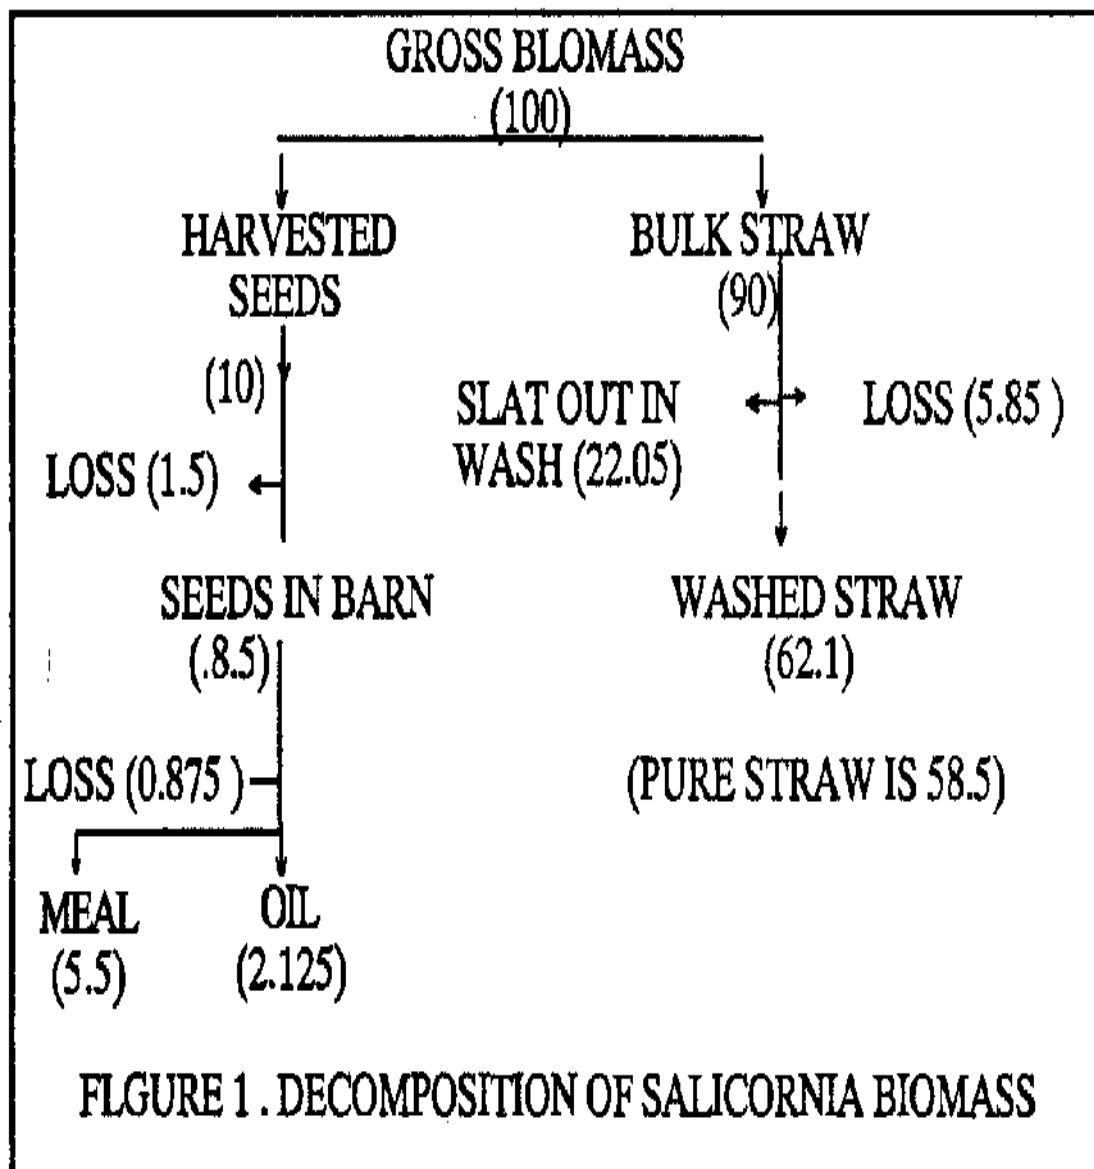 GROSS BLOMASS
(100)
HARVESTED
SEEDS
(10)
LOSS (1.5)
SEEDS IN BARN
(.8.5)
LOSS (0.875 )
MEAL
(5.5)
OIL
(2.125)
BULK STRAW
(90)
SLAT OUT IN
WASH (22.05)
LOSS (5.85 )
WASHED STRAW
(62.1)
(PURE STRAW IS 58.5)
FLGURE 1 . DECOMPOSITION OF SALICORNIA BIOMASS